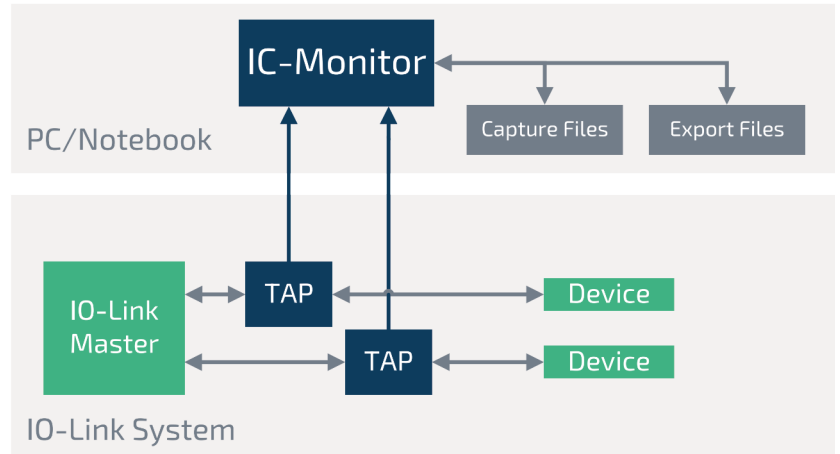 IC-Monitor
Capture Files
Export Files
PC/Notebook
TAP
Device
IO-Link
Master
TAP
Device
IO-Link System